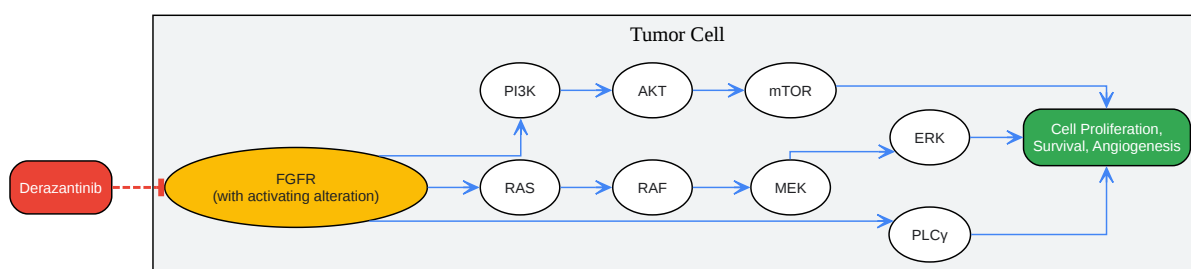 Tumor Cell
PI3K
AKT
mTOR
ERK
Cell Proliferation,
Survival, Angiogenesis
Derazantinib
FGFR
(with activating alteration)
RAS
RAF
MEK
PLCγ